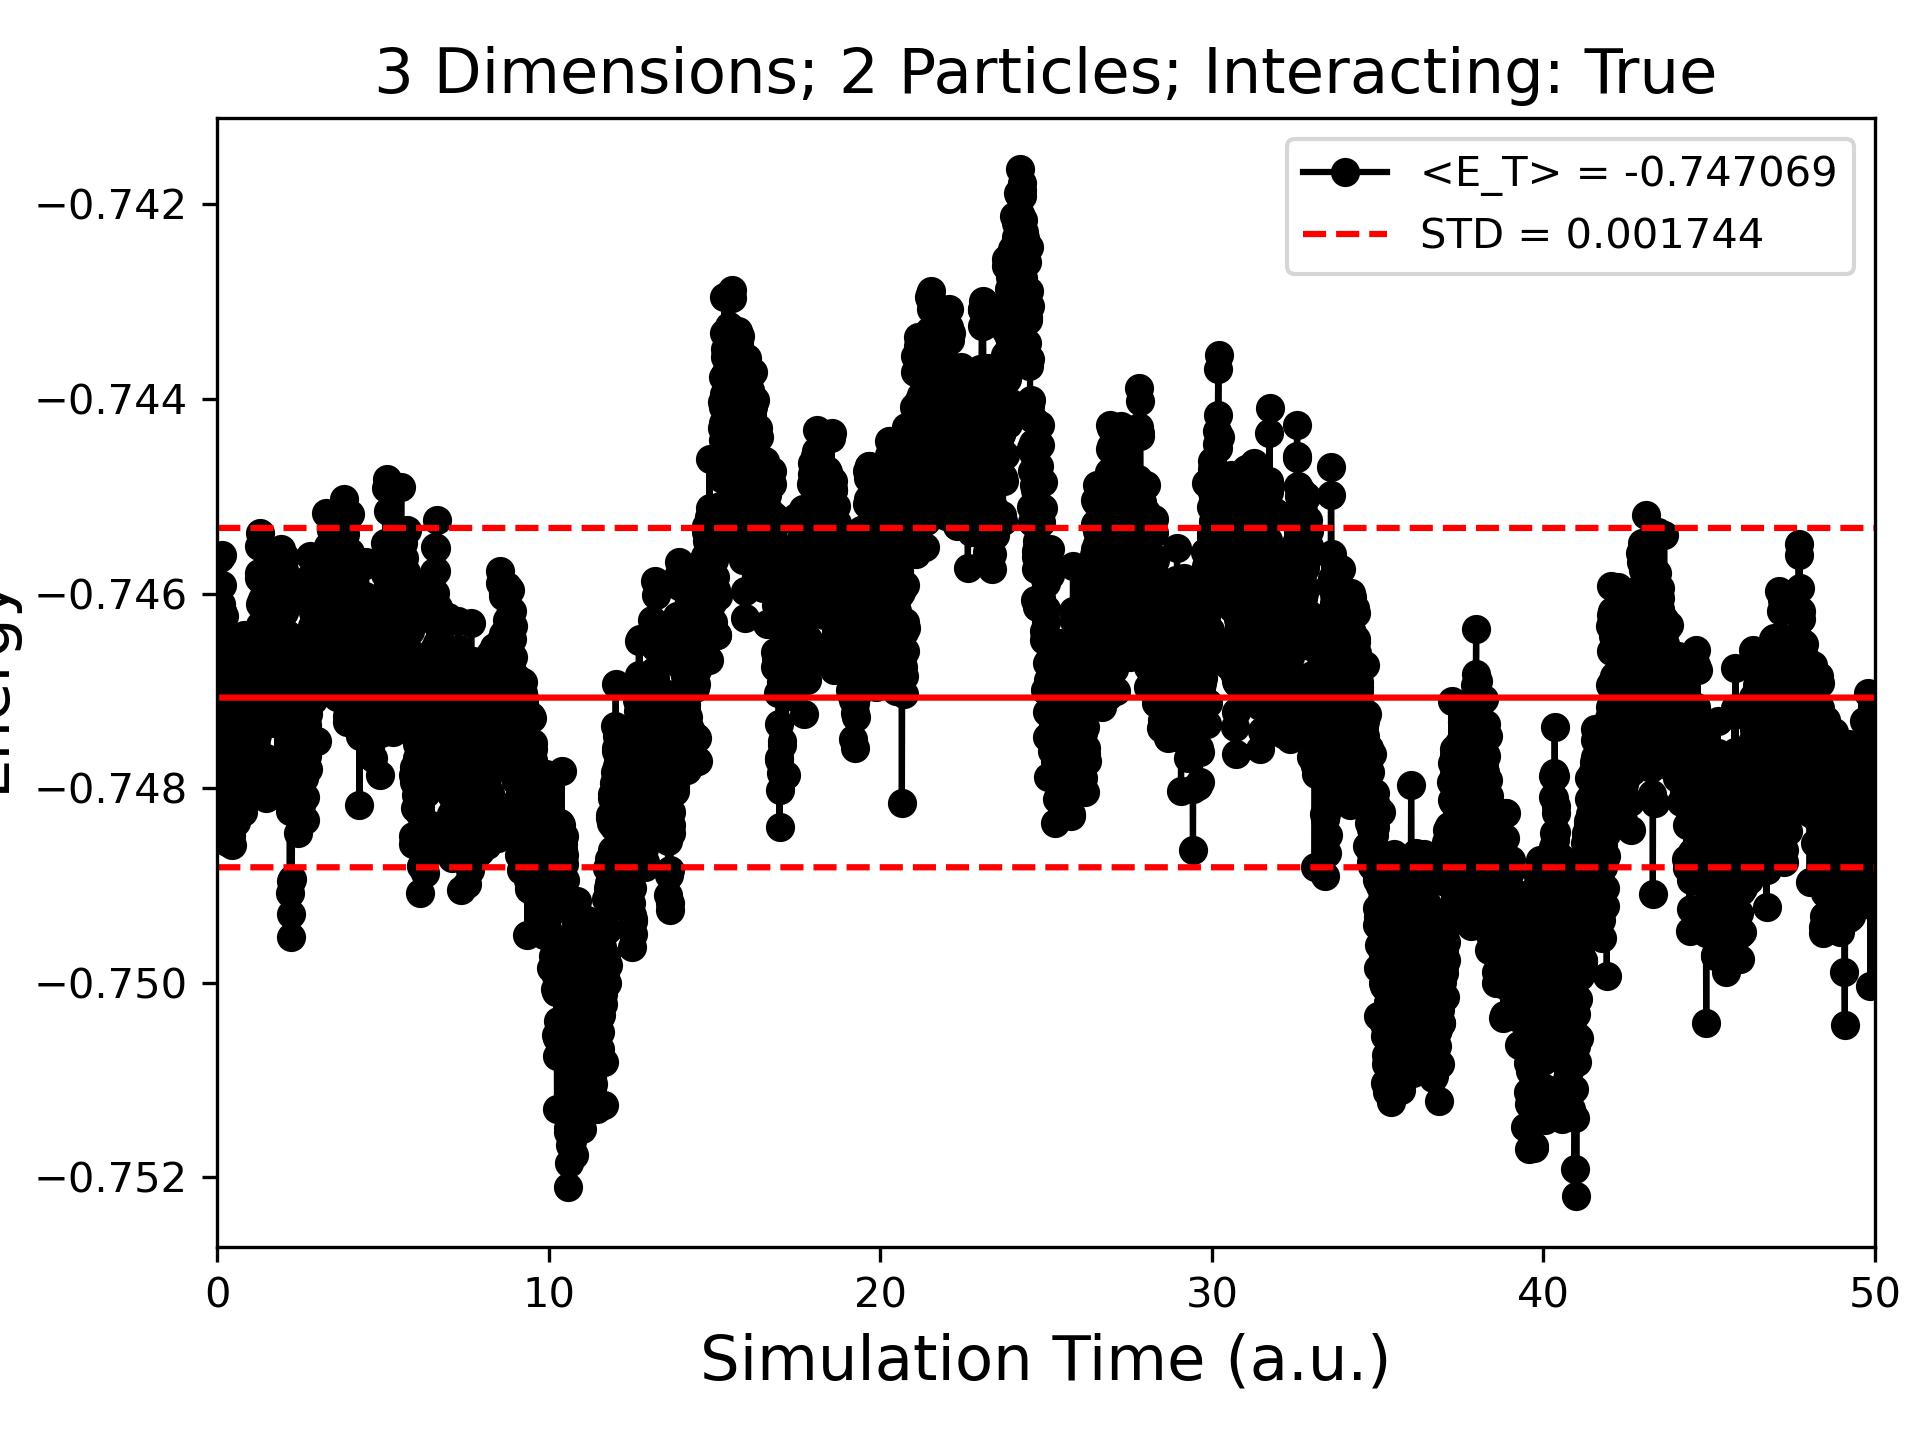 3 Dimensions; 2 Particles; Interacting: True
<E_T> = -0.747069
STD = 0.001744
Energy
−0.742
−0.744
−0.746
−0.748
−0.750
−0.752
0 10 20 30 40 50
Simulation Time (a.u.)